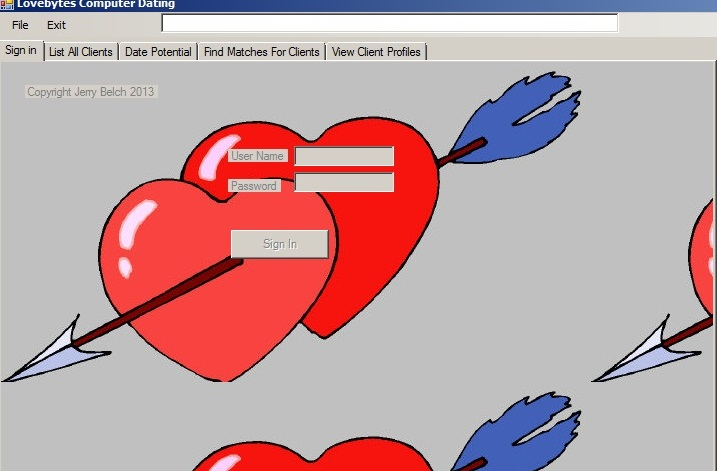 Lovebytes Computer Dating
File Exit
Sign in List All Clients Date Potential Find Matches For Clients View Client Profiles
Copyright Jerry Belch 2013
User Name
Password
Sign In